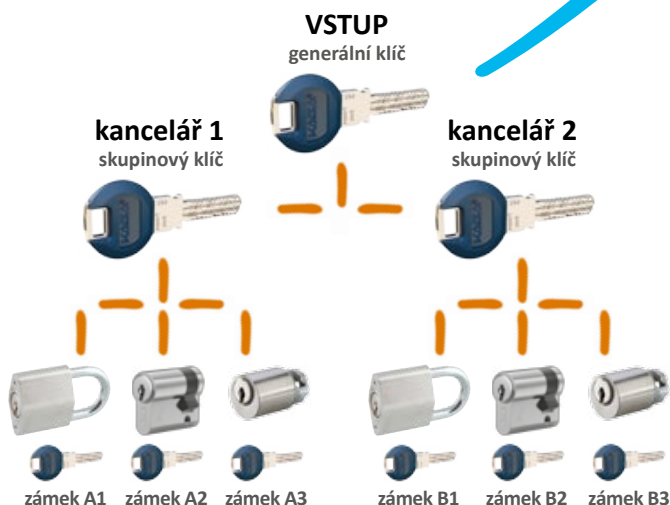 VSTUP
generální klíč
kancelář 1
skupinový klíč
kancelář 2
skupinový klíč
zámek A1
zámek A2
zámek A3
zámek B1
zámek B2
zámek B3